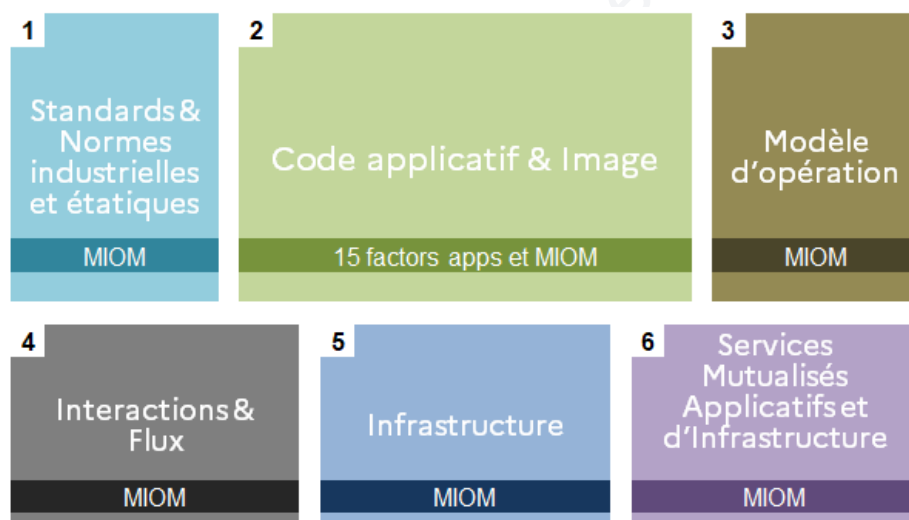 1
Standards &
Normes
industrielles
et étatiques
MIOM
2
Code applicatif & Image
15 factors apps et MIOM
3
Modèle
d'opération
MIOM
4
Interactions &
Flux
MIOM
5
Infrastructure
MIOM
6
Services
Mutualisés
Applicatifs et
d'Infrastructure
MIOM